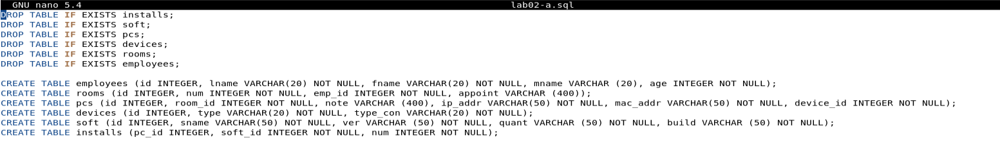 GNU nano 5.4 lab02-a.sql
DROP TABLE IF EXISTS installs;
DROP TABLE IF EXISTS soft;
DROP TABLE IF EXISTS pcs;
DROP TABLE IF EXISTS devices;
DROP TABLE IF EXISTS rooms;
DROP TABLE IF EXISTS employees;
CREATE TABLE employees (id INTEGER, lname VARCHAR(20) NOT NULL, fname VARCHAR(20) NOT NULL, mname VARCHAR (20), age INTEGER NOT NULL);
CREATE TABLE rooms (id INTEGER, num INTEGER NOT NULL, emp_id INTEGER NOT NULL, appoint VARCHAR (400));
CREATE TABLE pcs (id INTEGER, room_id INTEGER NOT NULL, note VARCHAR (400), ip_addr VARCHAR(50) NOT NULL, mac_addr VARCHAR(50) NOT NULL, device_id INTEGER NOT NULL);
CREATE TABLE devices (id INTEGER, type VARCHAR(20) NOT NULL, type_con VARCHAR(20) NOT NULL);
CREATE TABLE soft (id INTEGER, sname VARCHAR(50) NOT NULL, ver VARCHAR (50) NOT NULL, quant VARCHAR (50) NOT NULL, build VARCHAR (50) NOT NULL);
CREATE TABLE installs (pc_id INTEGER, soft_id INTEGER NOT NULL, num INTEGER NOT NULL);